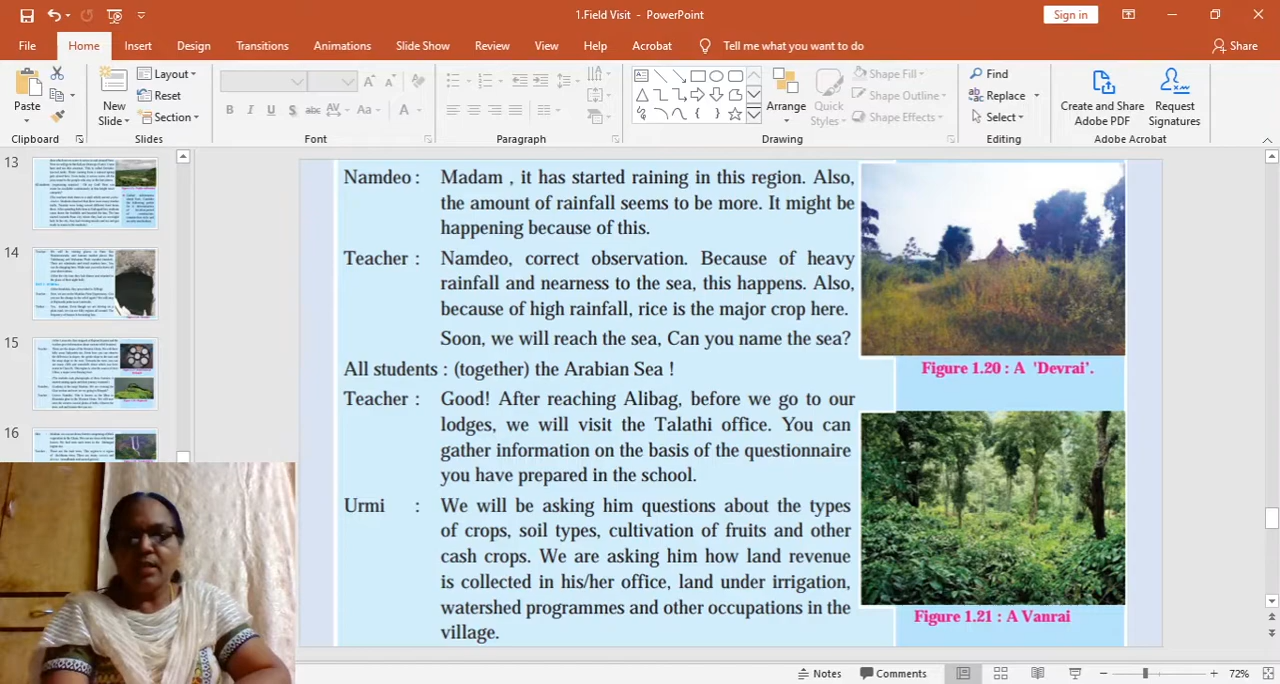 1.Field Visit - PowerPoint
Sign in
File Home Insert Design Transitions Animations Slide Show Review View Help Acrobat Tell me what you want to do Share
Paste
New Slide
Layout
Reset
Section
Shape Fill
Shape Outline
Shape Effects
Arrange
Quick Styles
Find
Replace
Select
Create and Share Adobe PDF
Request Signatures
Clipboard Slides Font Paragraph Drawing Editing Adobe Acrobat
13
14
15
16
Namdeo : Madam, it has started raining in this region. Also,
the amount of rainfall seems to be more. It might be
happening because of this.
Teacher : Namdeo, correct observation. Because of heavy
rainfall and nearness to the sea, this happens. Also,
because of high rainfall, rice is the major crop here.
Soon, we will reach the sea, Can you name the sea?
All students : (together) the Arabian Sea !
Teacher : Good! After reaching Alibag, before we go to our
lodges, we will visit the Talathi office. You can
gather information on the basis of the questionnaire
you have prepared in the school.
Urmi : We will be asking him questions about the types
of crops, soil types, cultivation of fruits and other
cash crops. We are asking him how land revenue
is collected in his/her office, land under irrigation,
watershed programmes and other occupations in the
village.
Figure 1.20 : A 'Devrai'.
Figure 1.21 : A Vanrai
Notes Comments 72%